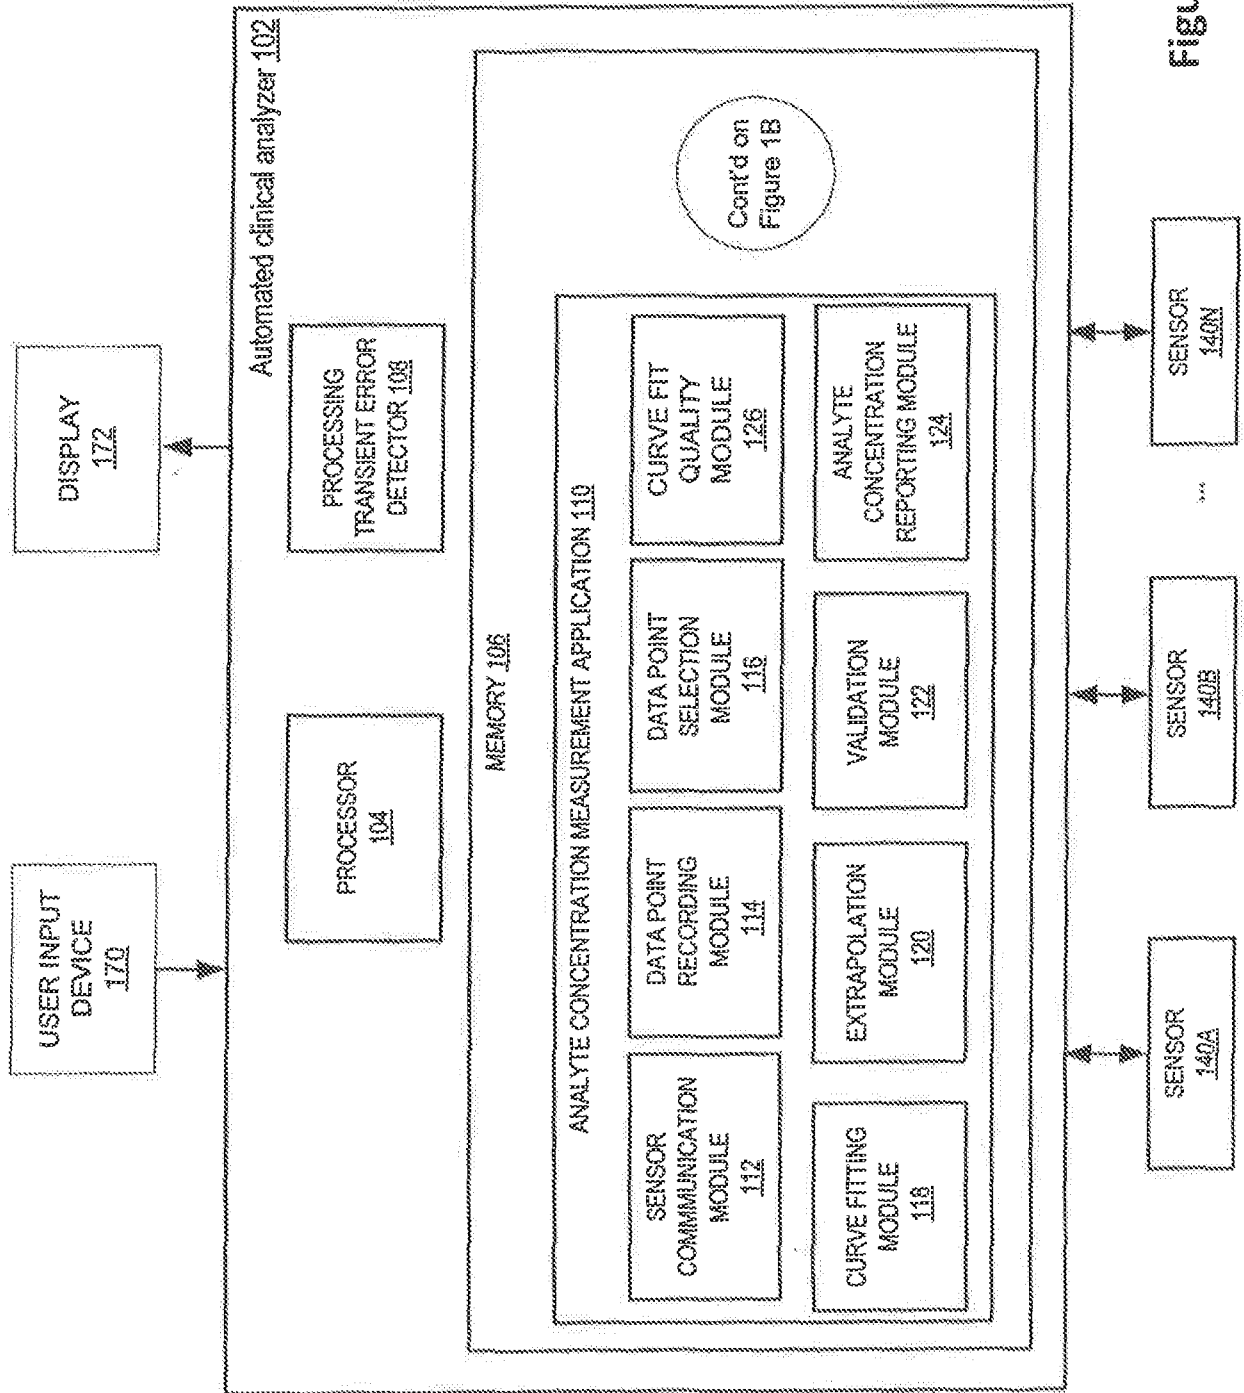 USER INPUT
DEVICE
170
DISPLAY
172
Automated clinical analyzer 102
PROCESSOR
104
PROCESSING
TRANSIENT ERROR
DETECTOR 108
MEMORY 106
ANALYTE CONCENTRATION MEASUREMENT APPLICATION 110
SENSOR
COMMMUNICATION
MODULE
112
DATA POINT
RECORDING
MODULE
114
DATA POINT
SELECTION
MODULE
116
CURVE FIT
QUALITY
MODULE
126
CURVE FITTING
MODULE
118
EXTRAPOLATION
MODULE
120
VALIDATION
MODULE
122
ANALYTE
CONCENTRATION
REPORTING MODULE
124
Cont'd on
Figure 1B
SENSOR
140A
SENSOR
140B
...
SENSOR
140N
Figu